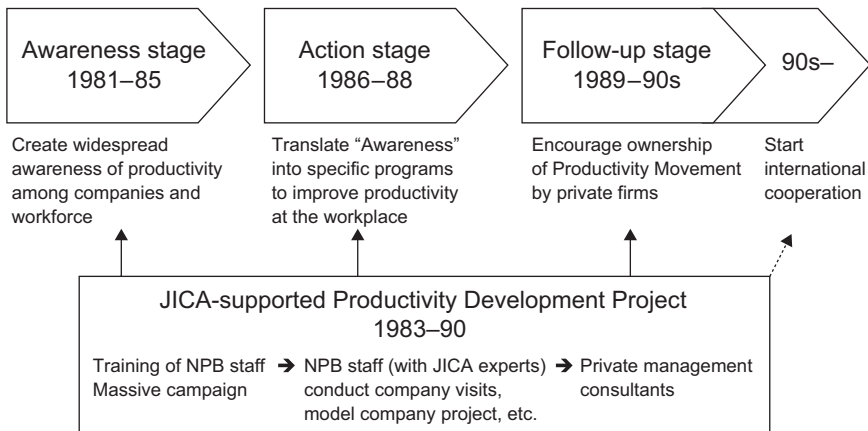 Awareness stage
1981–85
Action stage
1986–88
Follow-up stage
1989–90s
90s–
Create widespread
awareness of productivity
among companies and
workforce
Translate “Awareness”
into specific programs
to improve productivity
at the workplace
Encourage ownership
of Productivity Movement
by private firms
Start
international
cooperation
JICA-supported Productivity Development Project
1983–90
Training of NPB staff
Massive campaign
NPB staff (with JICA experts)
conduct company visits,
model company project, etc.
Private management
consultants